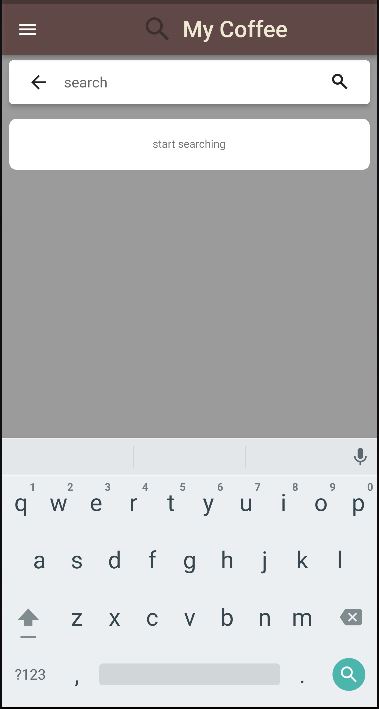 My Coffee
search
start searching
1 2 3 4 5 6 7 8 9 0
q w e r t y u i o p
a s d f g h j k l
z x c v b n m
?123 , .